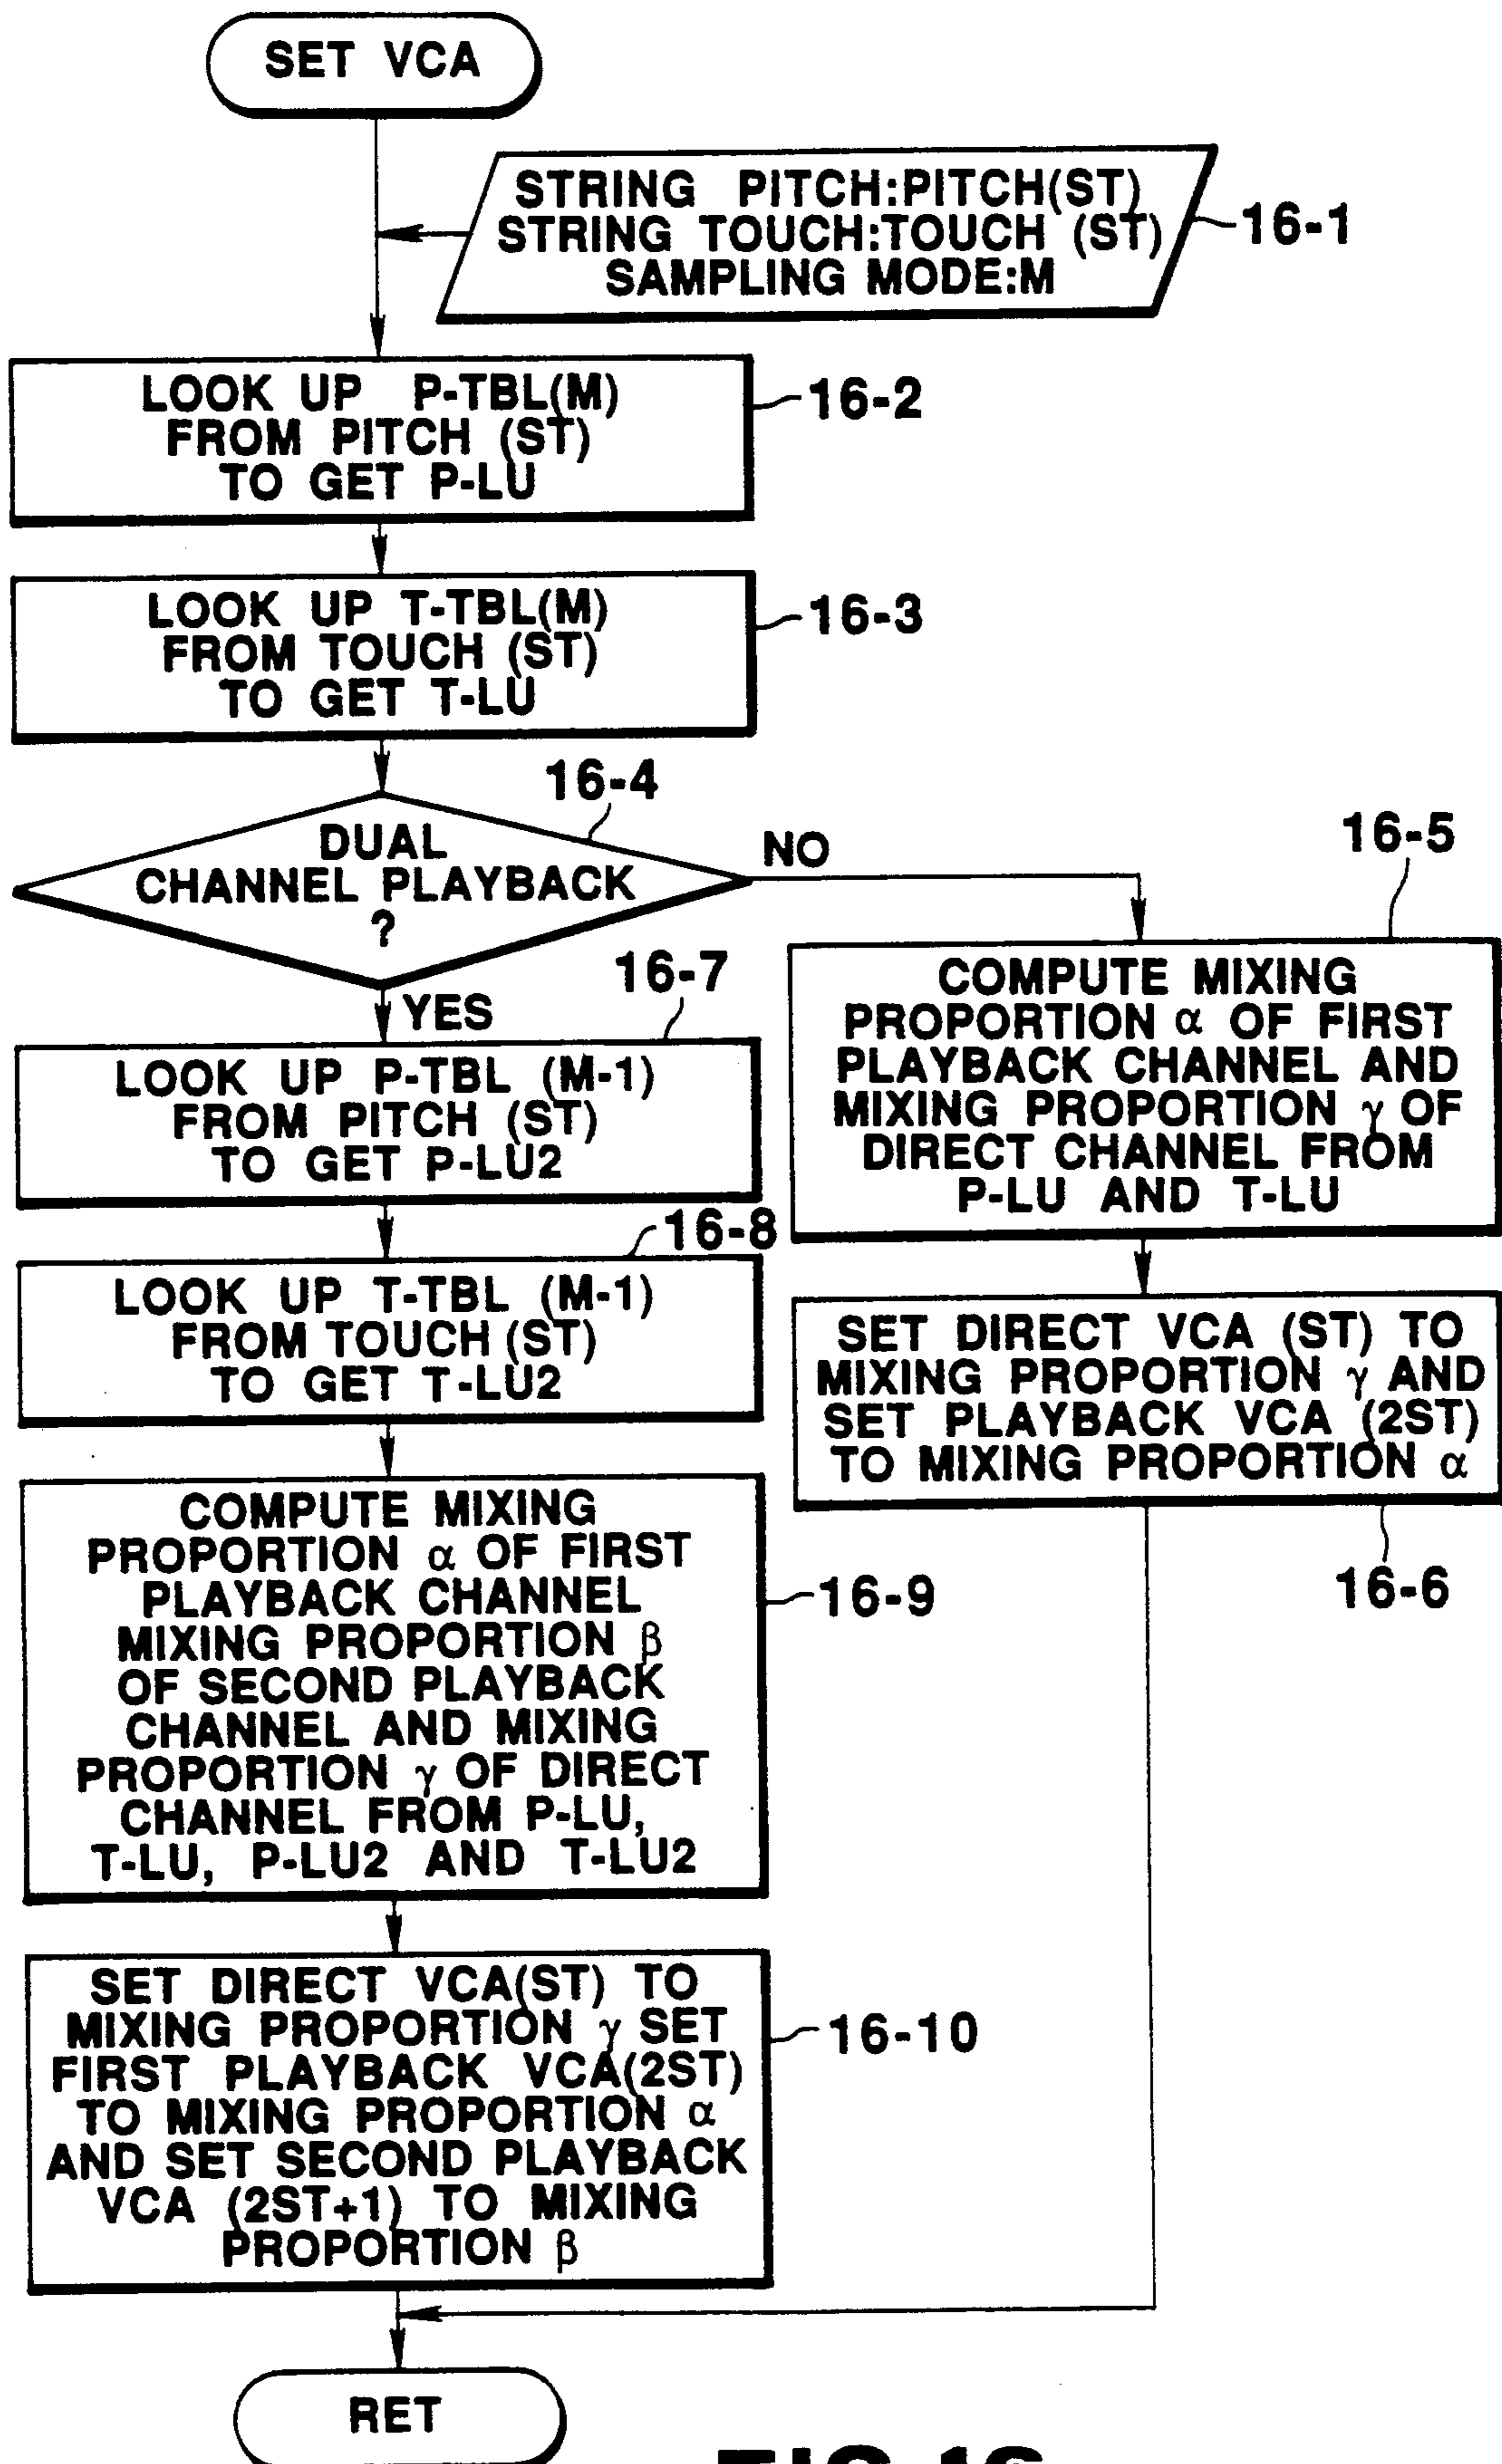 SET VCA
STRING PITCH:PITCH(ST)
STRING TOUCH:TOUCH (ST)
SAMPLING MODE:M
16-1
LOOK UP P-TBL(M)
FROM PITCH (ST)
TO GET P-LU
16-2
LOOK UP T-TBL(M)
FROM TOUCH (ST)
TO GET T-LU
16-3
16-4
DUAL
CHANNEL PLAYBACK
?
NO
YES
16-5
COMPUTE MIXING
PROPORTION α OF FIRST
PLAYBACK CHANNEL AND
MIXING PROPORTION γ OF
DIRECT CHANNEL FROM
P-LU AND T-LU
SET DIRECT VCA (ST) TO
MIXING PROPORTION γ AND
SET PLAYBACK VCA (2ST)
TO MIXING PROPORTION α
16-6
16-7
LOOK UP P-TBL (M-1)
FROM PITCH (ST)
TO GET P-LU2
16-8
LOOK UP T-TBL (M-1)
FROM TOUCH (ST)
TO GET T-LU2
COMPUTE MIXING
PROPORTION α OF FIRST
PLAYBACK CHANNEL
MIXING PROPORTION β
OF SECOND PLAYBACK
CHANNEL AND MIXING
PROPORTION γ OF DIRECT
CHANNEL FROM P-LU,
T-LU, P-LU2 AND T-LU2
16-9
SET DIRECT VCA(ST) TO
MIXING PROPORTION γ SET
FIRST PLAYBACK VCA(2ST)
TO MIXING PROPORTION α
AND SET SECOND PLAYBACK
VCA (2ST+1) TO MIXING
PROPORTION β
16-10
RET